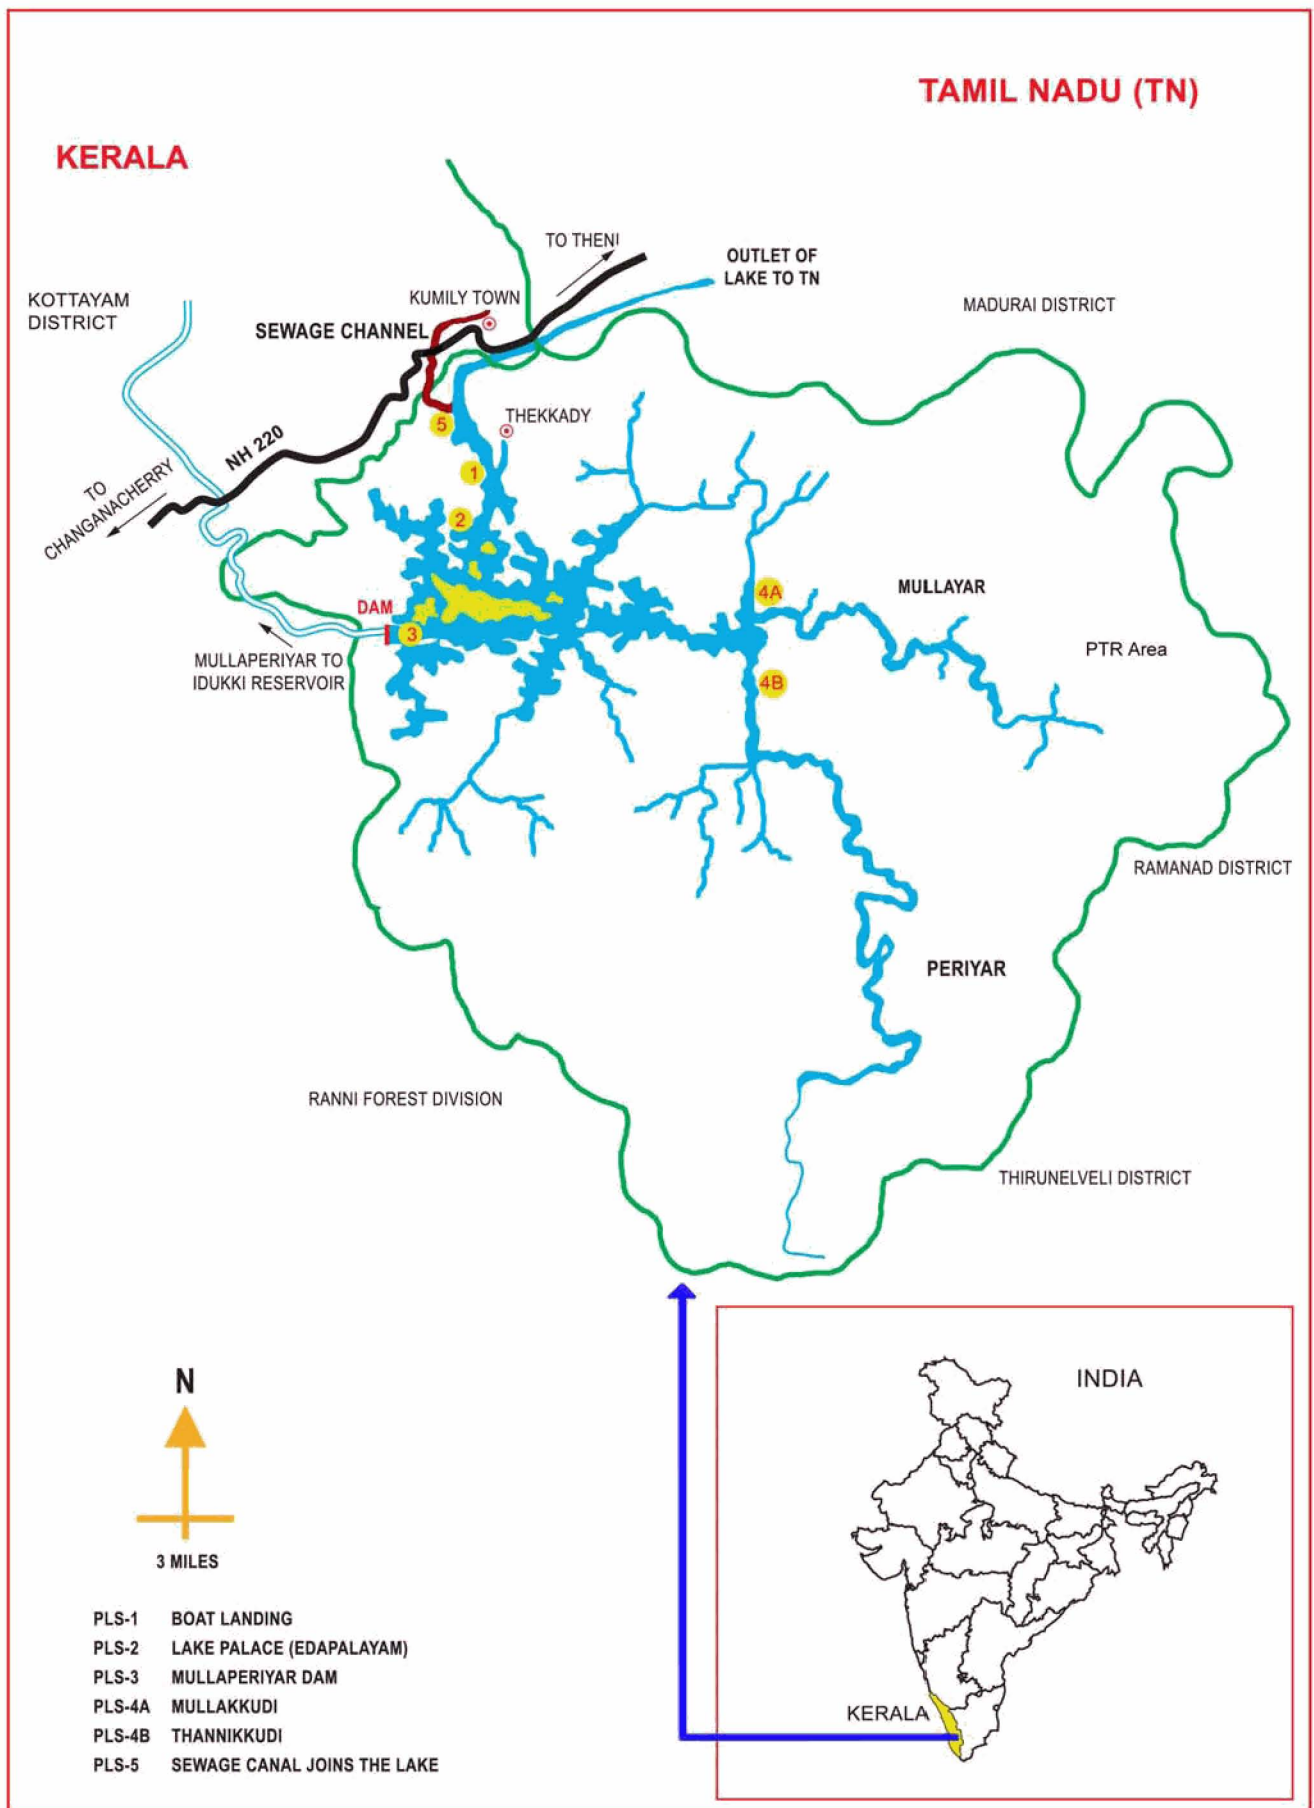 TAMIL NADU (TN)
KERALA
TO THENI
OUTLET OF
LAKE TO TN
KOTTAYAM
DISTRICT
KUMILY TOWN
MADURAI DISTRICT
SEWAGE CHANNEL
THEKKADY
5
NH 220
1
TO
CHANGANACHERRY
2
4A
MULLAYAR
DAM
3
PTR Area
MULLAPERIYAR TO
IDUKKI RESERVOIR
4B
RAMANAD DISTRICT
PERIYAR
RANNI FOREST DIVISION
THIRUNELVELI DISTRICT
N
3 MILES
INDIA
KERALA
PLS-1 BOAT LANDING
PLS-2 LAKE PALACE (EDAPALAYAM)
PLS-3 MULLAPERIYAR DAM
PLS-4A MULLAKKUDI
PLS-4B THANNIKKUDI
PLS-5 SEWAGE CANAL JOINS THE LAKE